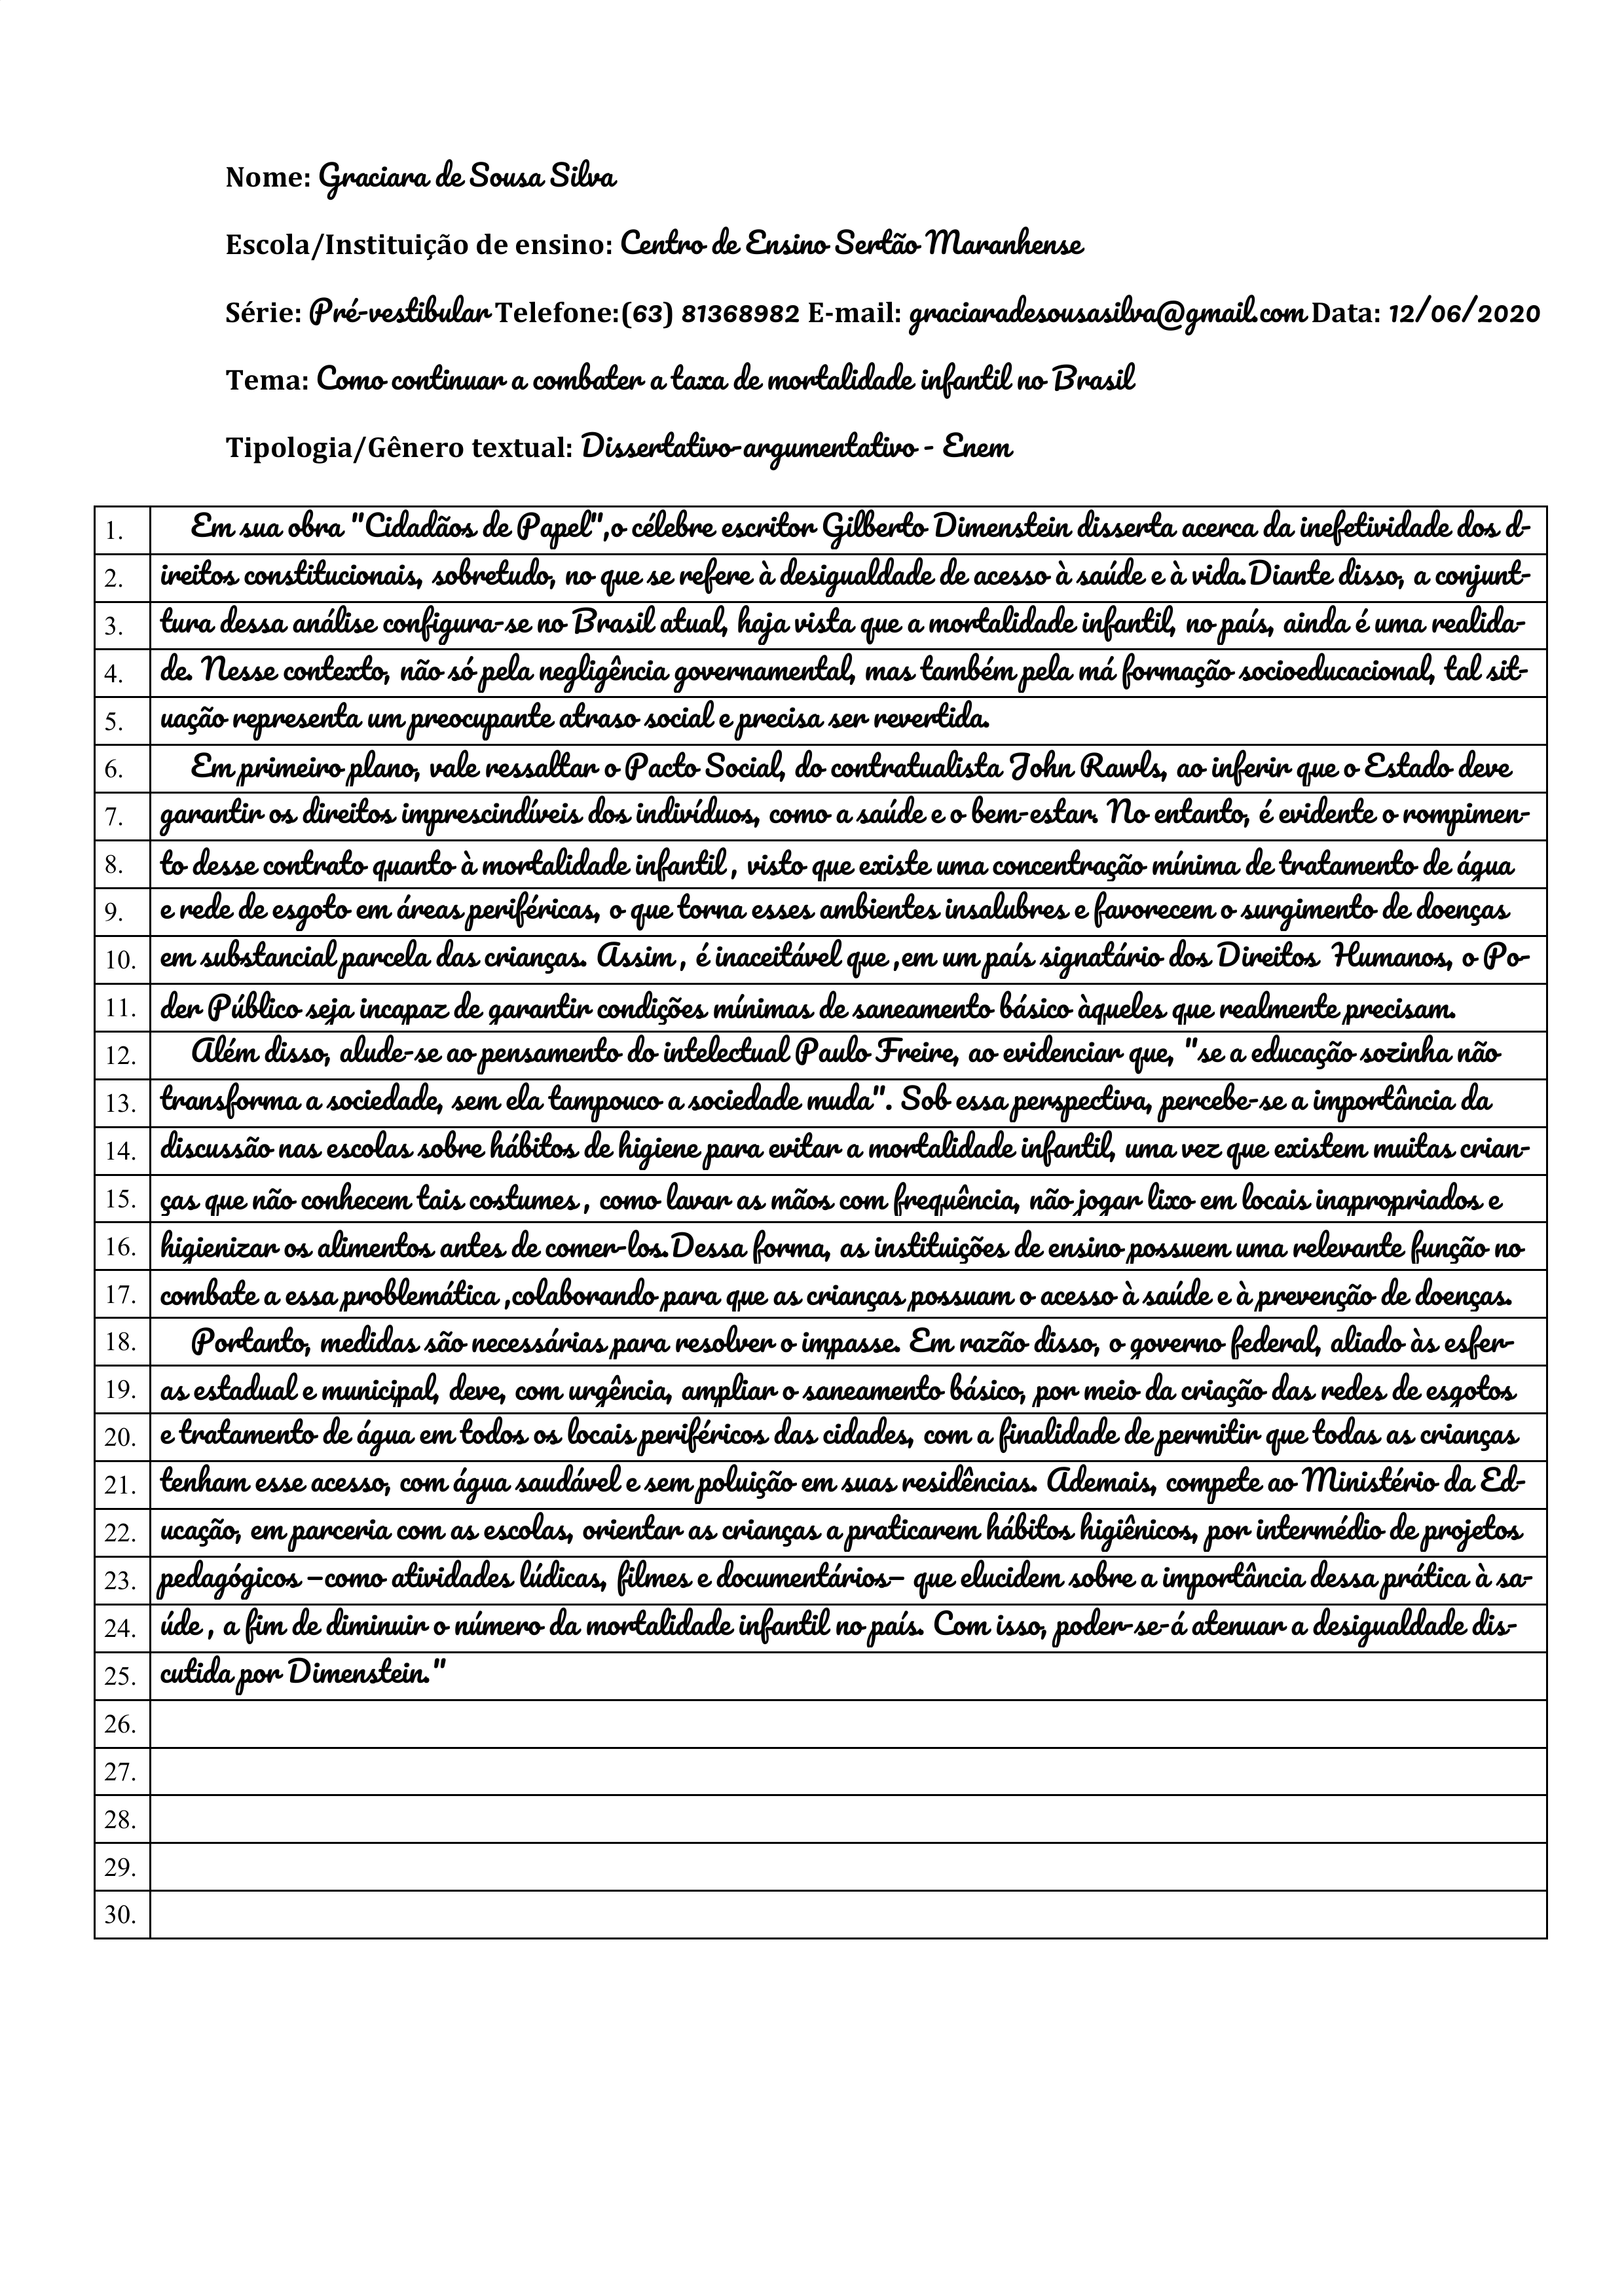 Nome: Graciara de Sousa Silva
Escola/Instituição de ensino: Centro de Ensino Sertão Maranhense
Série: Pré-vestibular Telefone:(63) 81368982 E-mail: graciaradesousasilva@gmail.com Data: 12/06/2020
Tema: Como continuar a combater a taxa de mortalidade infantil no Brasil
Tipologia/Gênero textual: Dissertativo-argumentativo - Enem
1. Em sua obra "Cidadãos de Papel",o célebre escritor Gilberto Dimenstein disserta acerca da inefetividade dos d-
2. ireitos constitucionais, sobretudo, no que se refere à desigualdade de acesso à saúde e à vida.Diante disso, a conjunt-
3. tura dessa análise configura-se no Brasil atual, haja vista que a mortalidade infantil, no país, ainda é uma realida-
4. de. Nesse contexto, não só pela negligência governamental, mas também pela má formação socioeducacional, tal sit-
5. uação representa um preocupante atraso social e precisa ser revertida.
6. Em primeiro plano, vale ressaltar o Pacto Social, do contratualista John Rawls, ao inferir que o Estado deve
7. garantir os direitos imprescindíveis dos indivíduos, como a saúde e o bem-estar. No entanto, é evidente o rompimen-
8. to desse contrato quanto à mortalidade infantil , visto que existe uma concentração mínima de tratamento de água
9. e rede de esgoto em áreas periféricas, o que torna esses ambientes insalubres e favorecem o surgimento de doenças
10. em substancial parcela das crianças. Assim , é inaceitável que ,em um país signatário dos Direitos Humanos, o Po-
11. der Público seja incapaz de garantir condições mínimas de saneamento básico àqueles que realmente precisam.
12. Além disso, alude-se ao pensamento do intelectual Paulo Freire, ao evidenciar que, "se a educação sozinha não
13. transforma a sociedade, sem ela tampouco a sociedade muda". Sob essa perspectiva, percebe-se a importância da
14. discussão nas escolas sobre hábitos de higiene para evitar a mortalidade infantil, uma vez que existem muitas crian-
15. ças que não conhecem tais costumes , como lavar as mãos com frequência, não jogar lixo em locais inapropriados e
16. higienizar os alimentos antes de comer-los.Dessa forma, as instituições de ensino possuem uma relevante função no
17. combate a essa problemática ,colaborando para que as crianças possuam o acesso à saúde e à prevenção de doenças.
18. Portanto, medidas são necessárias para resolver o impasse. Em razão disso, o governo federal, aliado às esfer-
19. as estadual e municipal, deve, com urgência, ampliar o saneamento básico, por meio da criação das redes de esgotos
20. e tratamento de água em todos os locais periféricos das cidades, com a finalidade de permitir que todas as crianças
21. tenham esse acesso, com água saudável e sem poluição em suas residências. Ademais, compete ao Ministério da Ed-
22. ucação, em parceria com as escolas, orientar as crianças a praticarem hábitos higiênicos, por intermédio de projetos
23. pedagógicos –como atividades lúdicas, filmes e documentários– que elucidem sobre a importância dessa prática à sa-
24. úde , a fim de diminuir o número da mortalidade infantil no país. Com isso, poder-se-á atenuar a desigualdade dis-
25. cutida por Dimenstein."
26.
27.
28.
29.
30.